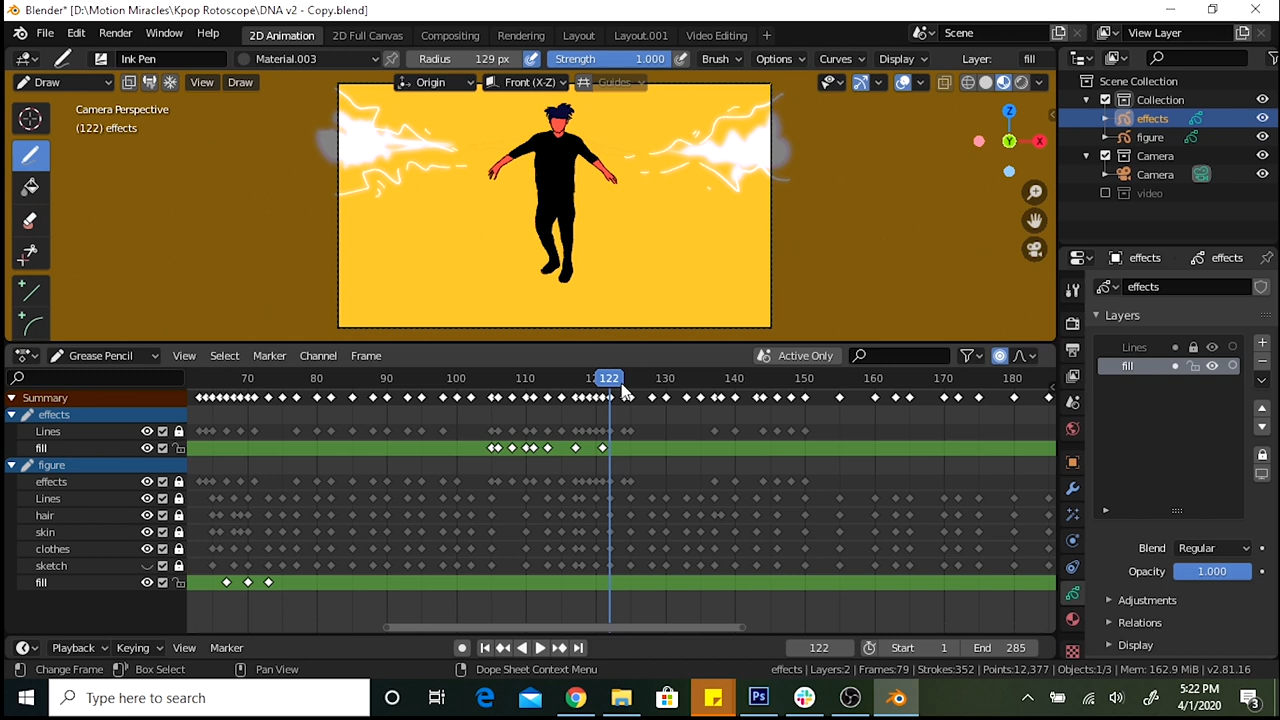 Blender* [D:\Motion Miracles\Kpop Rotoscope\DNA v2 - Copy.blend]
File Edit Render Window Help 2D Animation 2D Full Canvas Compositing Rendering Layout Layout.001 Video Editing + Scene View Layer
Ink Pen Material.003 Radius 129 px Strength 1.000 Brush Options Curves Display Layer: fill
Draw View Draw Origin Front (X-Z) Guides
Scene Collection
Camera Perspective
(122) effects
Collection
effects
figure
Camera
Camera
video
Z
Y
X
effects effects
effects
Layers
Lines
fill
Grease Pencil View Select Marker Channel Frame Active Only
70 80 90 100 110 122 130 140 150 160 170 180
Summary
effects
Lines
fill
figure
effects
Lines
hair
skin
clothes
sketch
fill
Blend Regular
Opacity 1.000
Adjustments
Relations
Display
Playback Keying View Marker 122 Start 1 End 285
Change Frame Box Select Pan View Dope Sheet Context Menu effects | Layers:2 | Frames:79 | Strokes:352 | Points:12,377 | Objects:1/3 | Mem: 162.9 MiB | v2.81.16
Type here to search
Ps
5:22 PM
4/1/2020
3